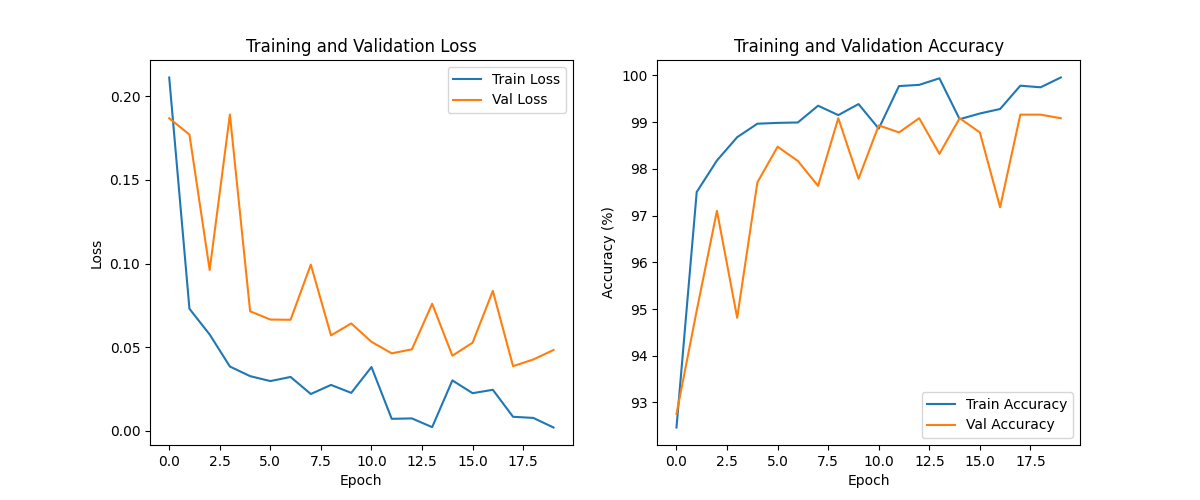 Training and Validation Loss
Train Loss
Val Loss
0.20
0.15
0.10
0.05
0.00
Loss
0.0 2.5 5.0 7.5 10.0 12.5 15.0 17.5
Epoch
Training and Validation Accuracy
100
99
98
97
96
95
94
93
Accuracy (%)
Train Accuracy
Val Accuracy
0.0 2.5 5.0 7.5 10.0 12.5 15.0 17.5
Epoch